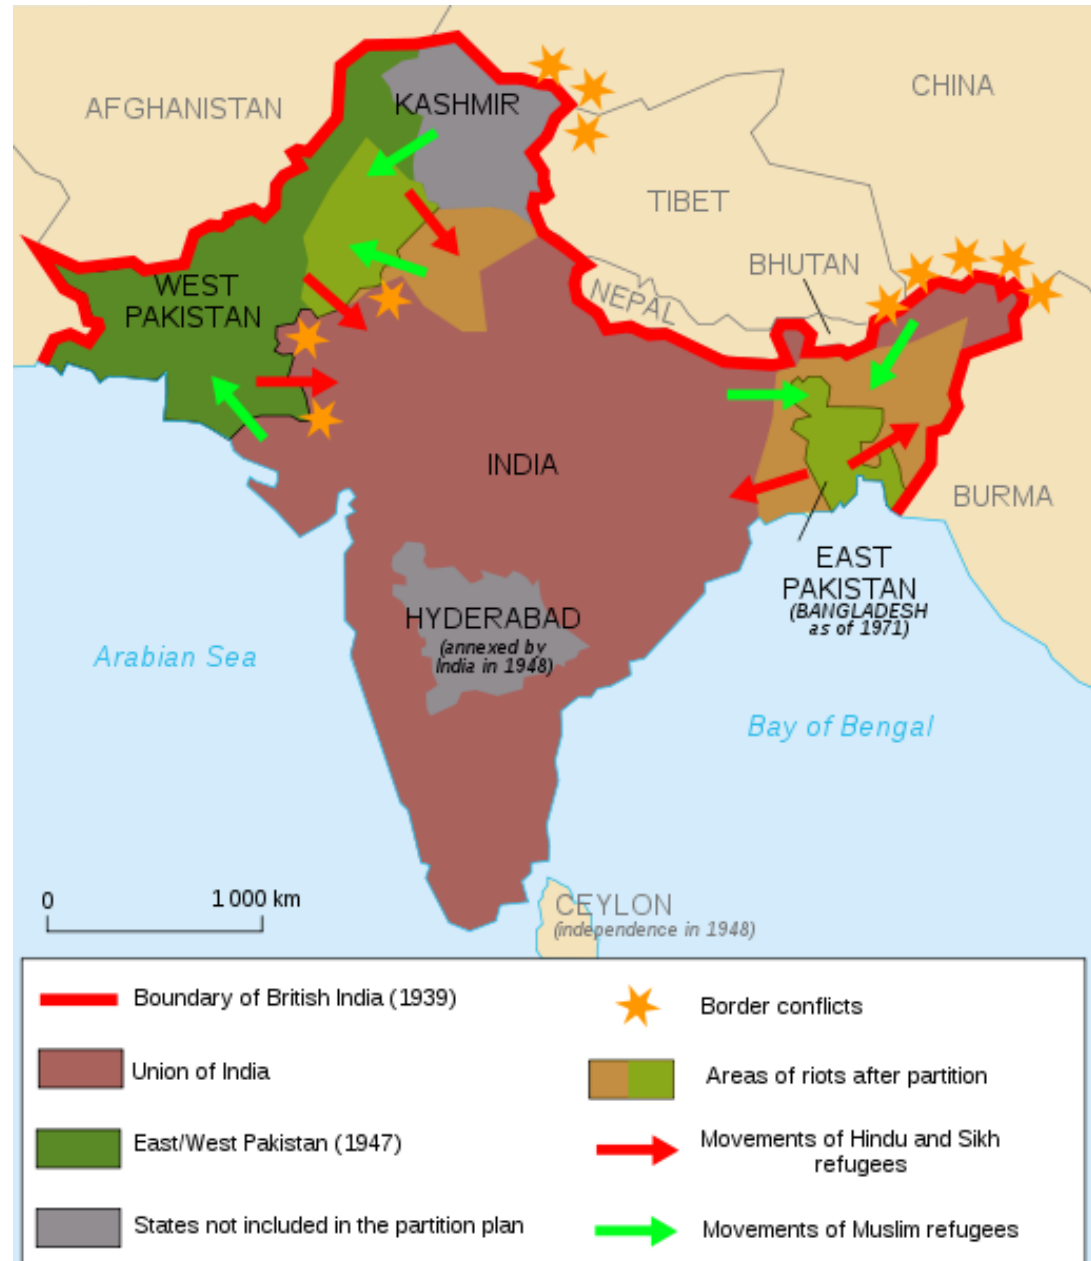 CHINA
AFGHANISTAN
KASHMIR
TIBET
BHUTAN
NEPAL
WEST
PAKISTAN
INDIA
BURMA
EAST
PAKISTAN
(BANGLADESH
as of 1971)
HYDERABAD
(annexed by
India in 1948)
Arabian Sea
Bay of Bengal
0
1 000 km
CEYLON
(independence in 1948)
Boundary of British India (1939)
Union of India
East/West Pakistan (1947)
States not included in the partition plan
Border conflicts
Areas of riots after partition
Movements of Hindu and Sikh
refugees
Movements of Muslim refugees